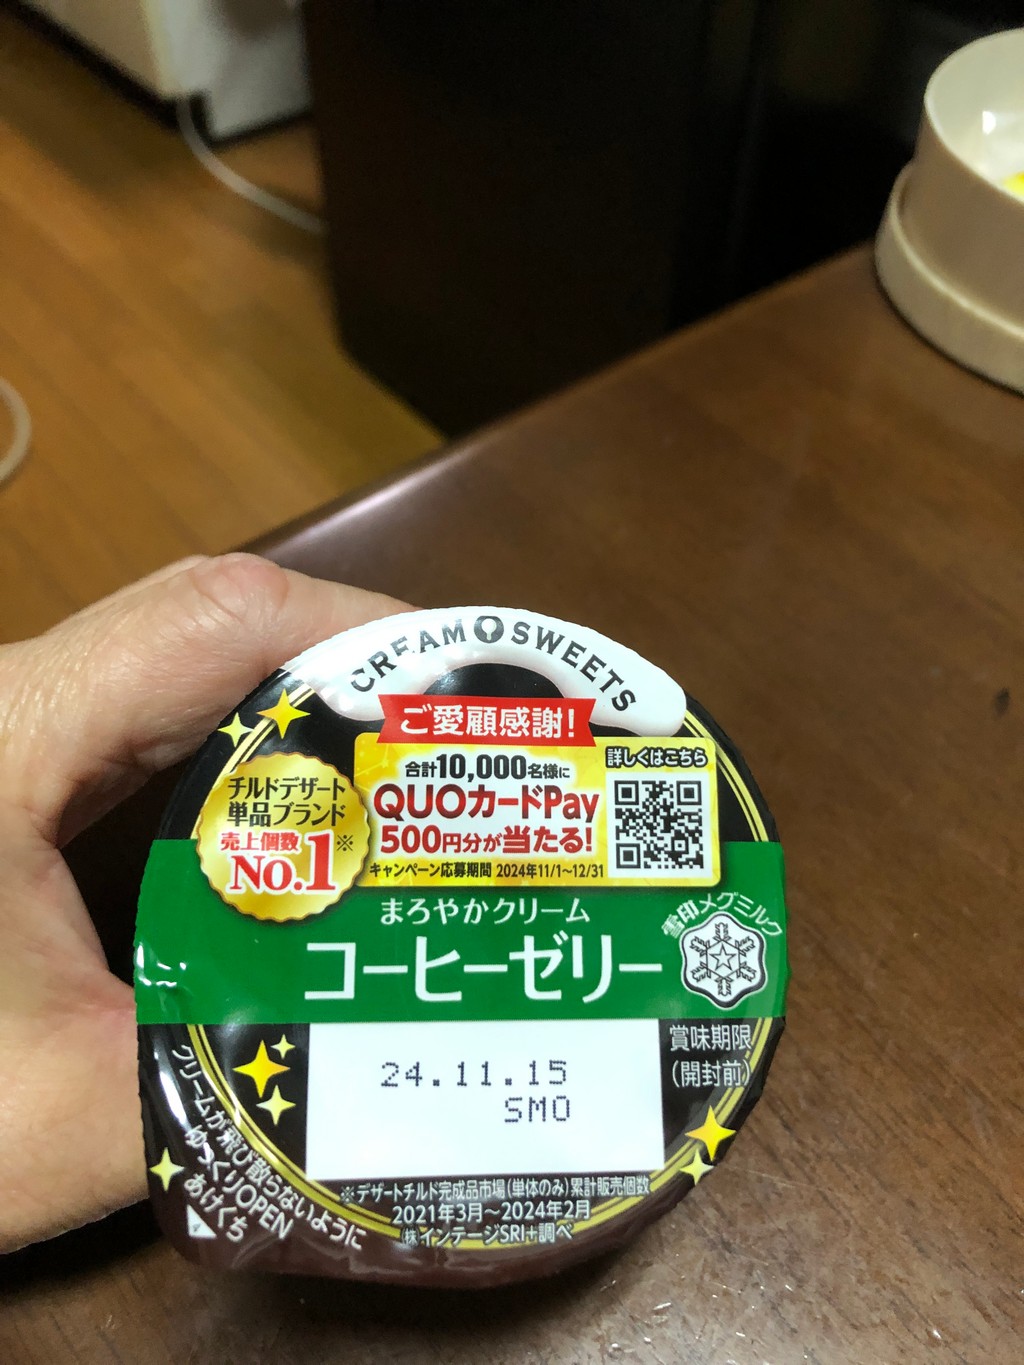 CREAM SWEETS
ご愛顧感謝!
合計10,000名様に
QUOカードPay
500円分が当たる!
キャンペーン応募期間 2024年11/1~12/31
詳しくはこちら
チルドデザート
単品ブランド
売上個数
No.1※
まろやかクリーム
コーヒーゼリー
雪印メグミルク
賞味期限
(開封前)
24.11.15
SMO
クリームが飛び散らないように
ゆっくりOPEN
あけくち
※デザートチルド完成品市場(単体のみ)累計販売個数
2021年3月~2024年2月
㈱インテージSRI+調べ